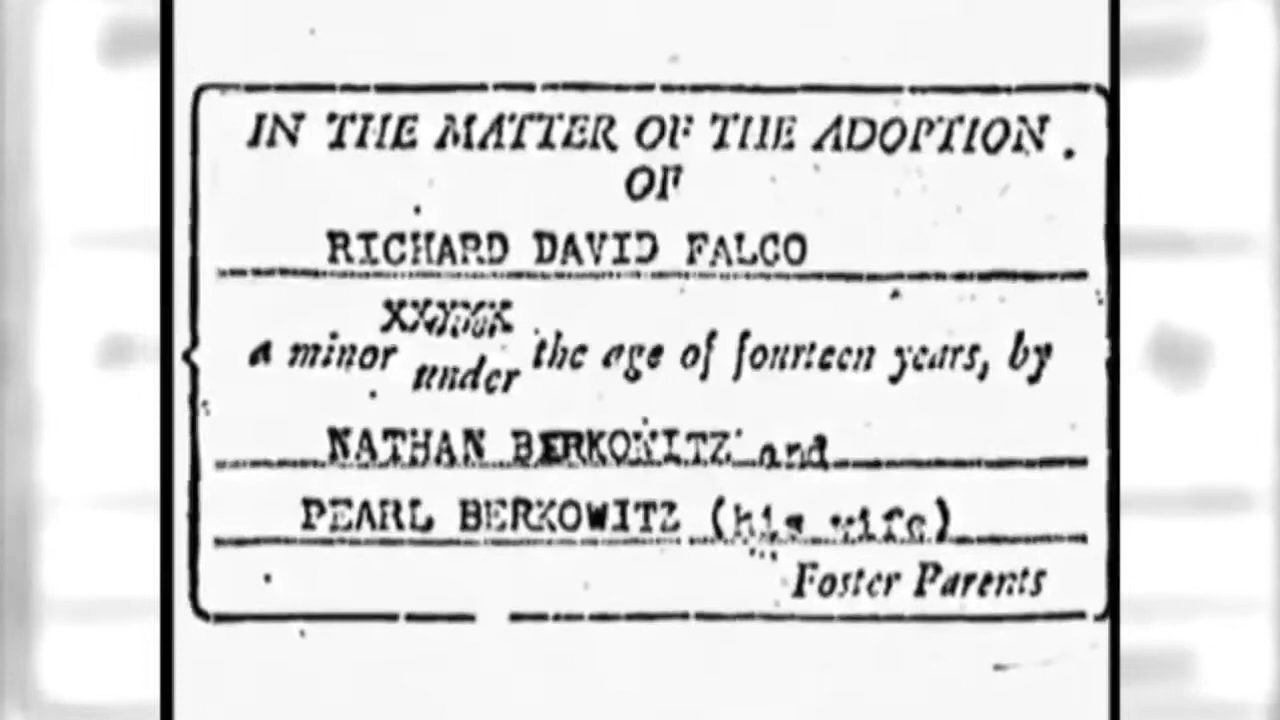 IN THE MATTER OF THE ADOPTION.
OF
RICHARD DAVID FALCO
XXXXXX
a minor under the age of fourteen years, by
NATHAN BERKOWITZ and
PEARL BERKOWITZ (his wife)
Foster Parents